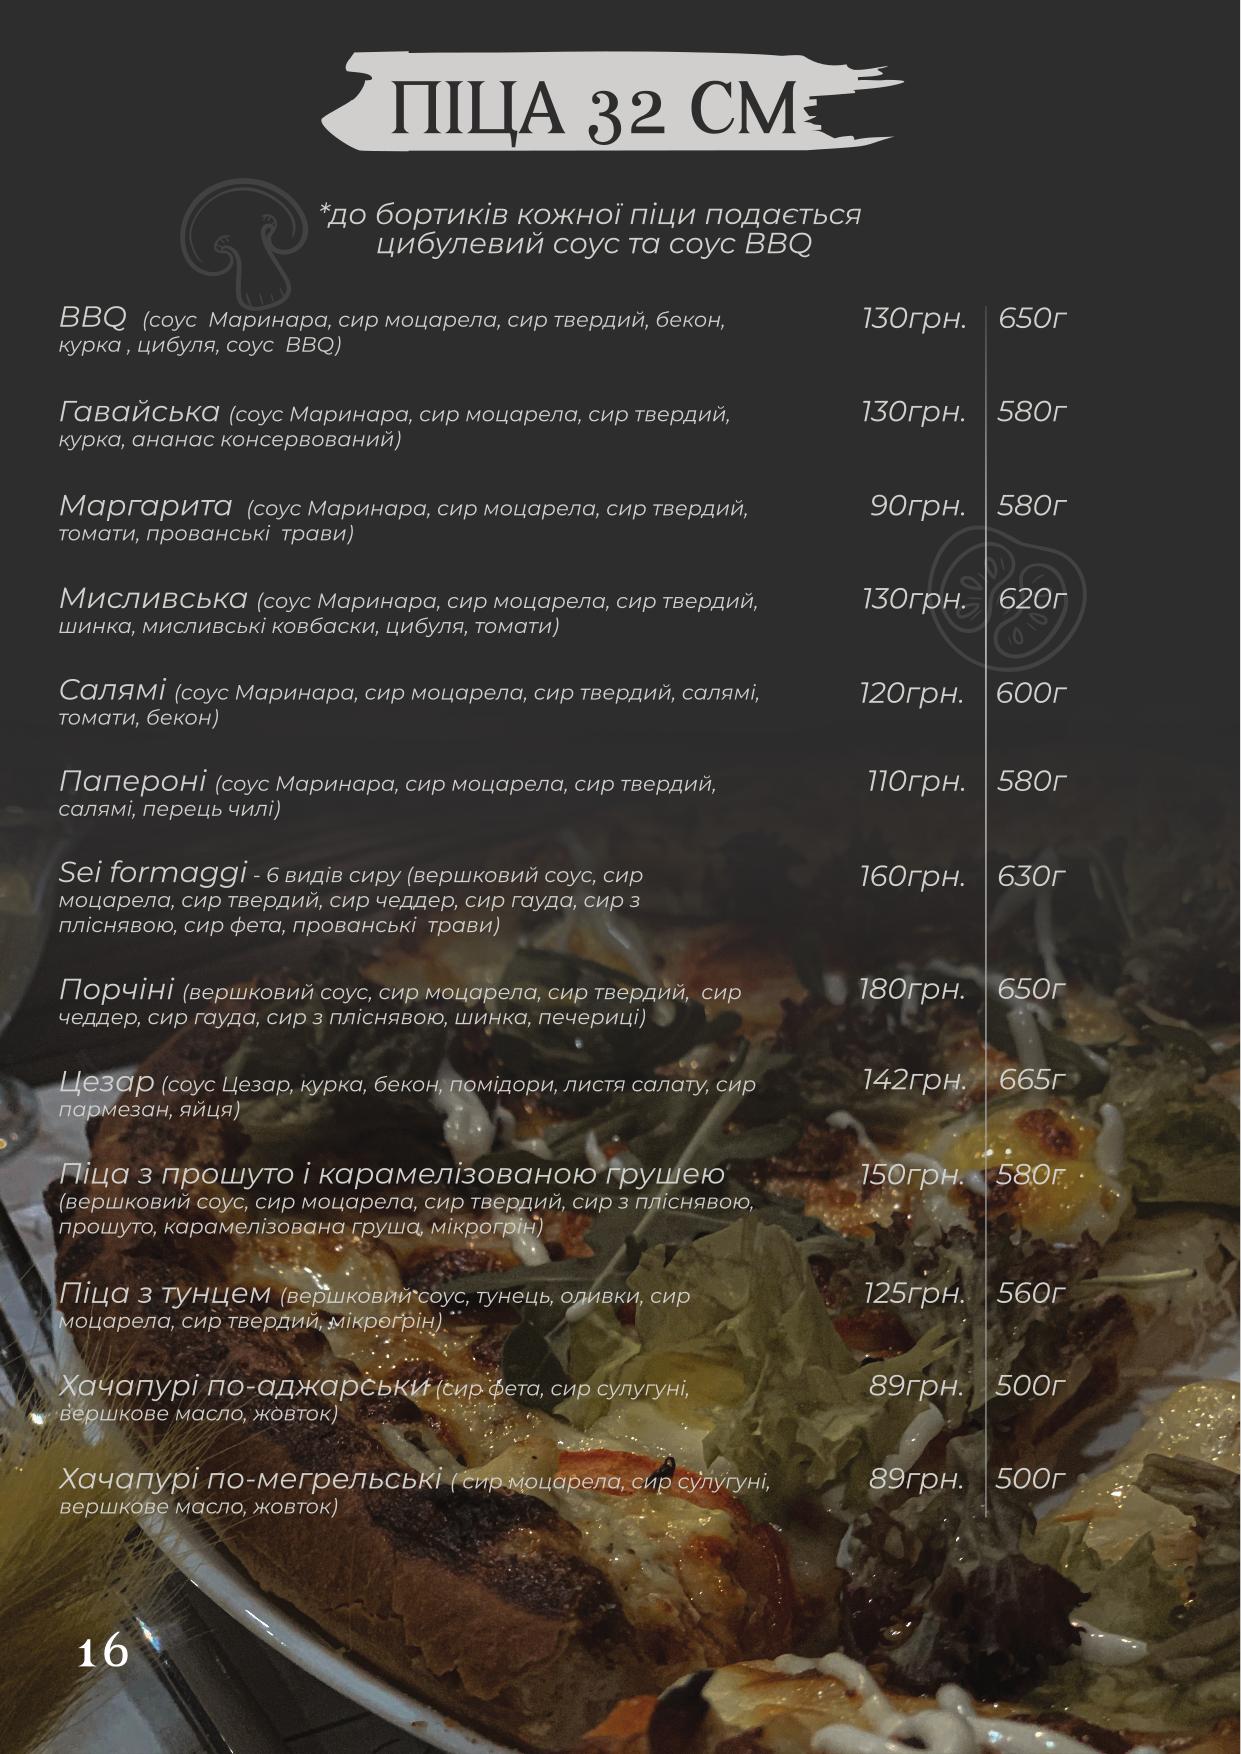 ПІЦА 32 СМ
*до бортиків кожної піци подається
цибулевий соус та соус BBQ
BBQ (соус Маринара, сир моцарела, сир твердий, бекон, 130грн. 650г
курка , цибуля, соус BBQ)
Гавайська (соус Маринара, сир моцарела, сир твердий, 130грн. 580г
курка, ананас консервований)
Маргарита (соус Маринара, сир моцарела, сир твердий, 90грн. 580г
томати, прованські трави)
Мисливська (соус Маринара, сир моцарела, сир твердий, 130грн. 620г
шинка, мисливські ковбаски, цибуля, томати)
Салямі (соус Маринара, сир моцарела, сир твердий, салямі, 120грн. 600г
томати, бекон)
Папероні (соус Маринара, сир моцарела, сир твердий, 110грн. 580г
салямі, перець чилі)
Sei formaggi - 6 видів сиру (вершковий соус, сир 160грн. 630г
моцарела, сир твердий, сир чеддер, сир гауда, сир з
пліснявою, сир фета, прованські трави)
Порчіні (вершковий соус, сир моцарела, сир твердий, сир 180грн. 650г
чеддер, сир гауда, сир з пліснявою, шинка, печериці)
Цезар (соус Цезар, курка, бекон, помідори, листя салату, сир 142грн. 665г
пармезан, яйця)
Піца з прошуто і карамелізованою грушею 150грн. 580г
(вершковий соус, сир моцарела, сир твердий, сир з пліснявою,
прошуто, карамелізована груша, мікрогрін)
Піца з тунцем (вершковий соус, тунець, оливки, сир 125грн. 560г
моцарела, сир твердий, мікрогрін)
Хачапурі по-аджарськи (сир фета, сир сулугуні, 89грн. 500г
вершкове масло, жовток)
Хачапурі по-мегрельські ( сир моцарела, сир сулугуні, 89грн. 500г
вершкове масло, жовток)
16